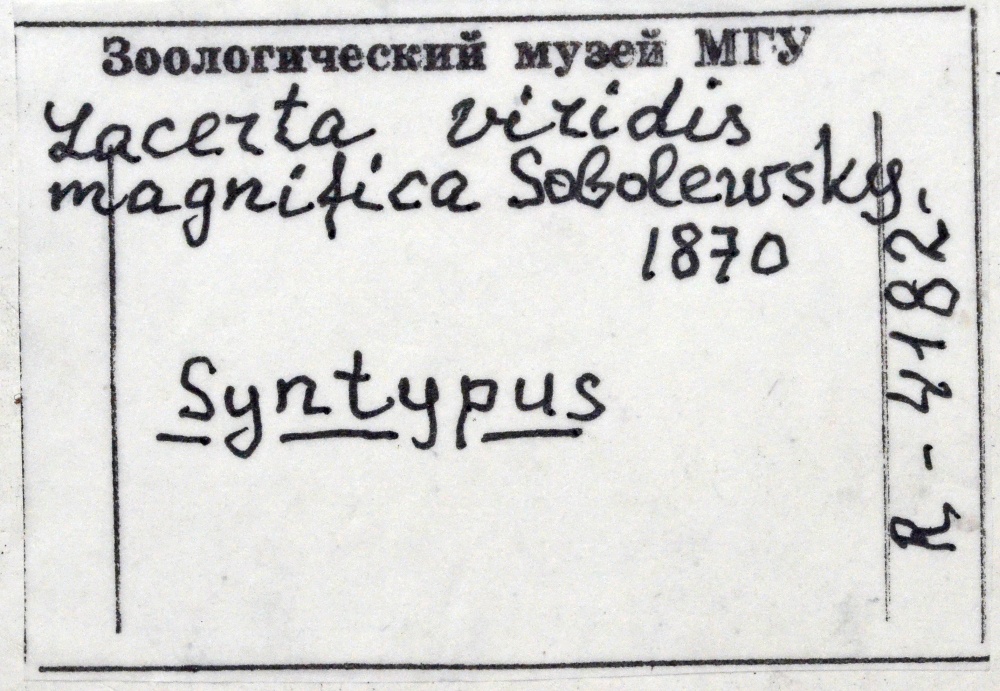 Зоологический музей МГУ
Lacerta viridis
magnifica Sobolewsky.
1870
Syntypus
R - 4182